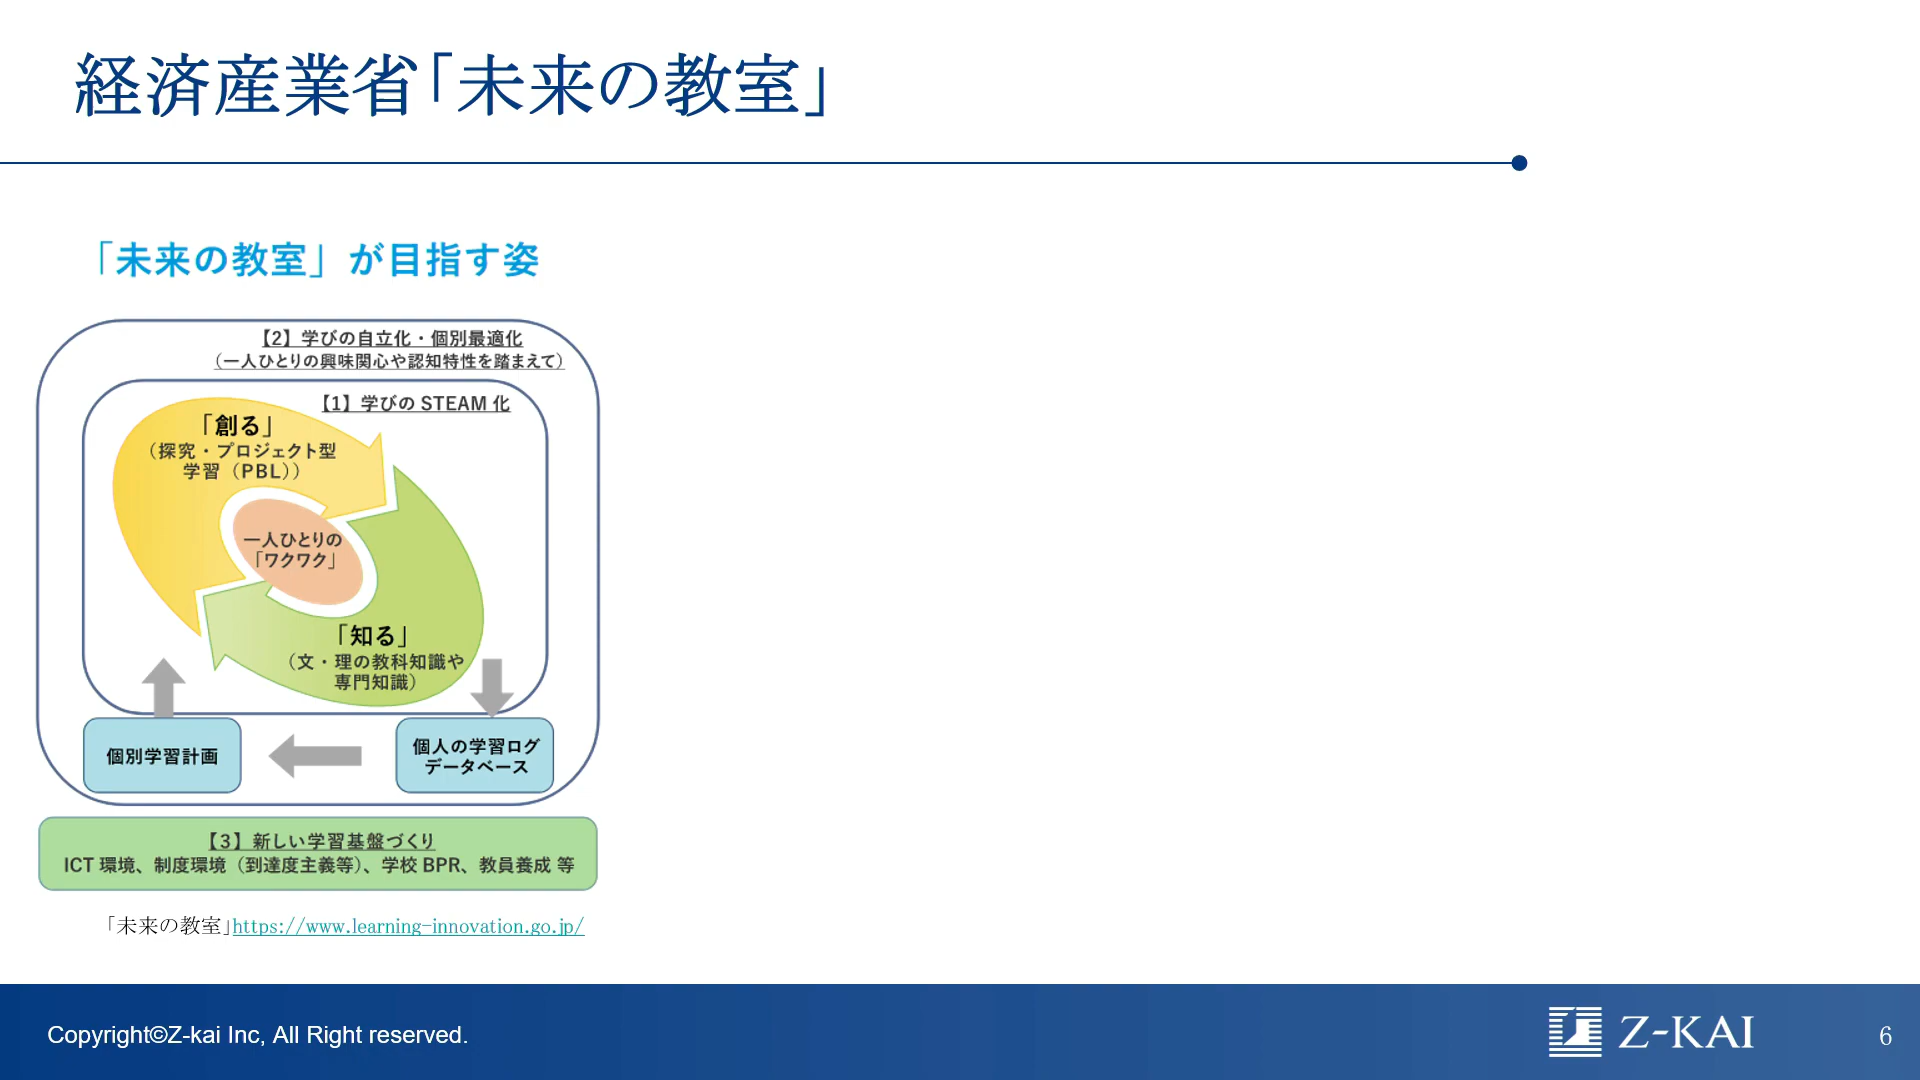 経済産業省「未来の教室」
「未来の教室」が目指す姿
【2】学びの自立化・個別最適化
（一人ひとりの興味関心や認知特性を踏まえて）
【1】学びの STEAM 化
「創る」
（探究・プロジェクト型
学習（PBL））
一人ひとりの
「ワクワク」
「知る」
（文・理の教科知識や
専門知識）
個別学習計画
個人の学習ログ
データベース
【3】新しい学習基盤づくり
ICT 環境、制度環境（到達度主義等）、学校 BPR、教員養成 等
「未来の教室」https://www.learning-innovation.go.jp/
Copyright©Z-kai Inc, All Right reserved.
Z-KAI
6